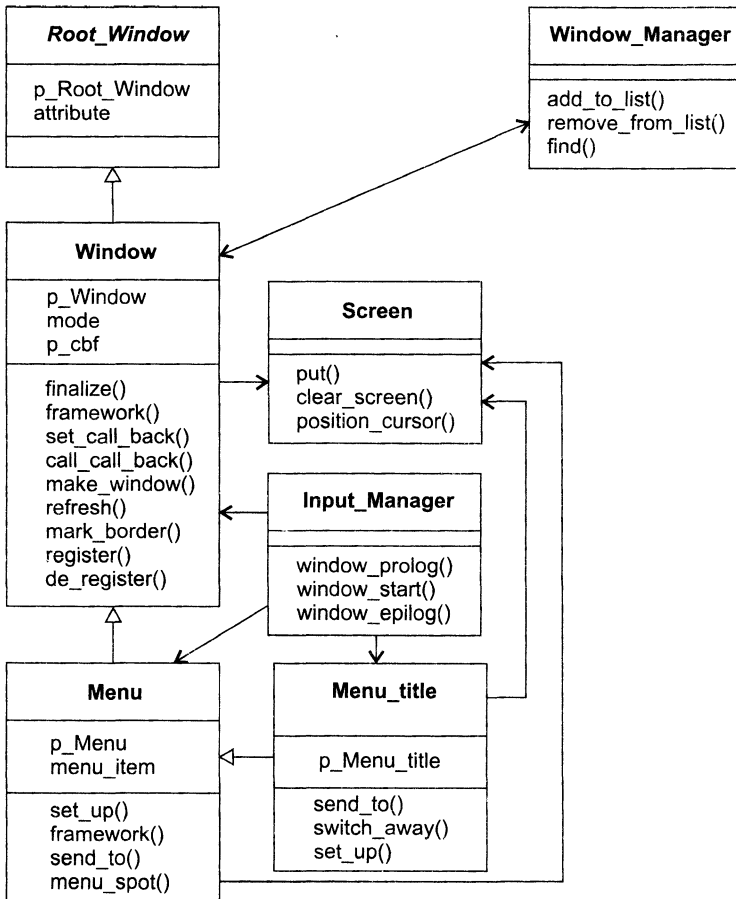 Root_Window
p_Root_Window
attribute
Window_Manager
add_to_list()
remove_from_list()
find()
Window
p_Window
mode
p_cbf
finalize()
framework()
set_call_back()
call_call_back()
make_window()
refresh()
mark_border()
register()
de_register()
Screen
put()
clear_screen()
position_cursor()
Input_Manager
window_prolog()
window_start()
window_epilog()
Menu
p_Menu
menu_item
set_up()
framework()
send_to()
menu_spot()
Menu_title
p_Menu_title
send_to()
switch_away()
set_up()